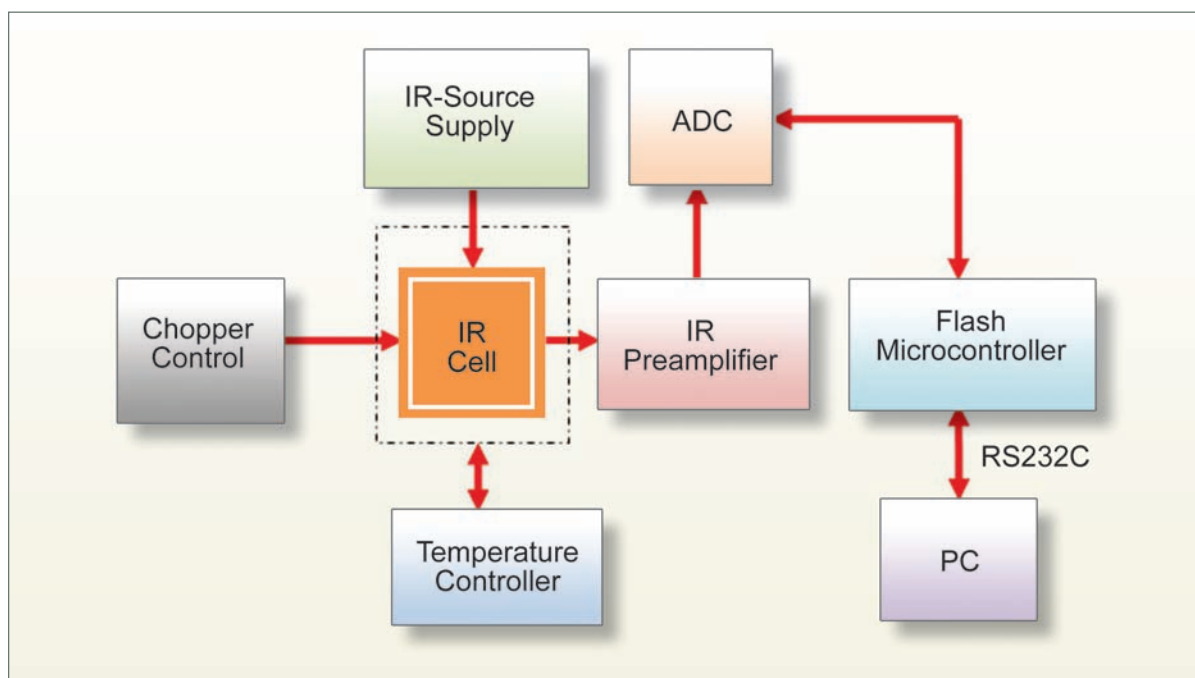 IR-Source
Supply
ADC
Chopper
Control
IR
Cell
IR
Preamplifier
Flash
Microcontroller
RS232C
Temperature
Controller
PC